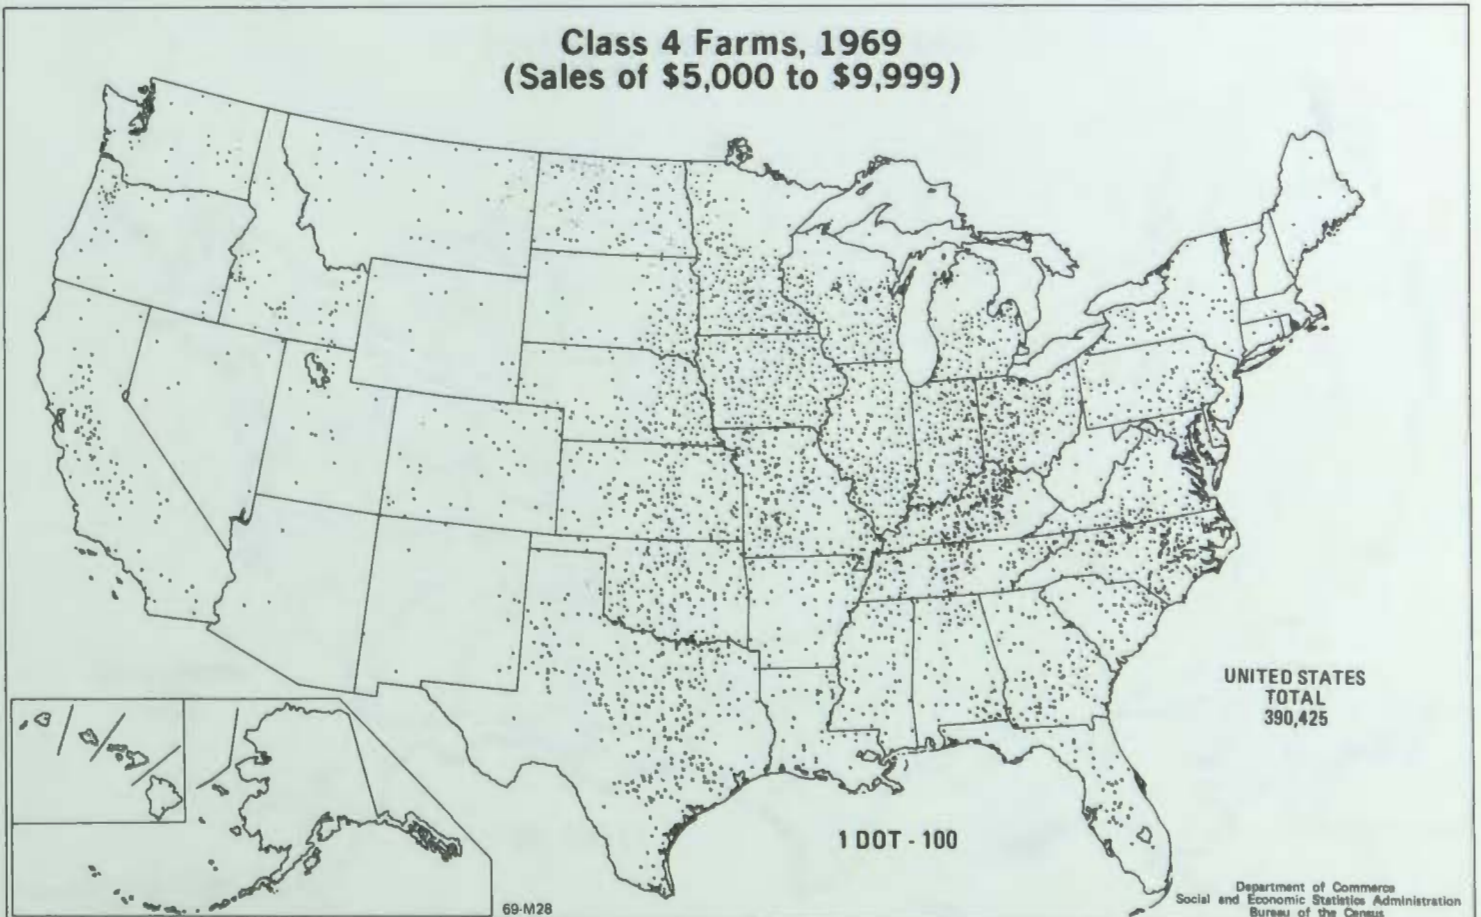 Class 4 Farms, 1969
(Sales of $5,000 to $9,999)
UNITED STATES
TOTAL
390,425
1 DOT - 100
69-M28
Department of Commerce
Social and Economic Statistics Administration
Bureau of the Census